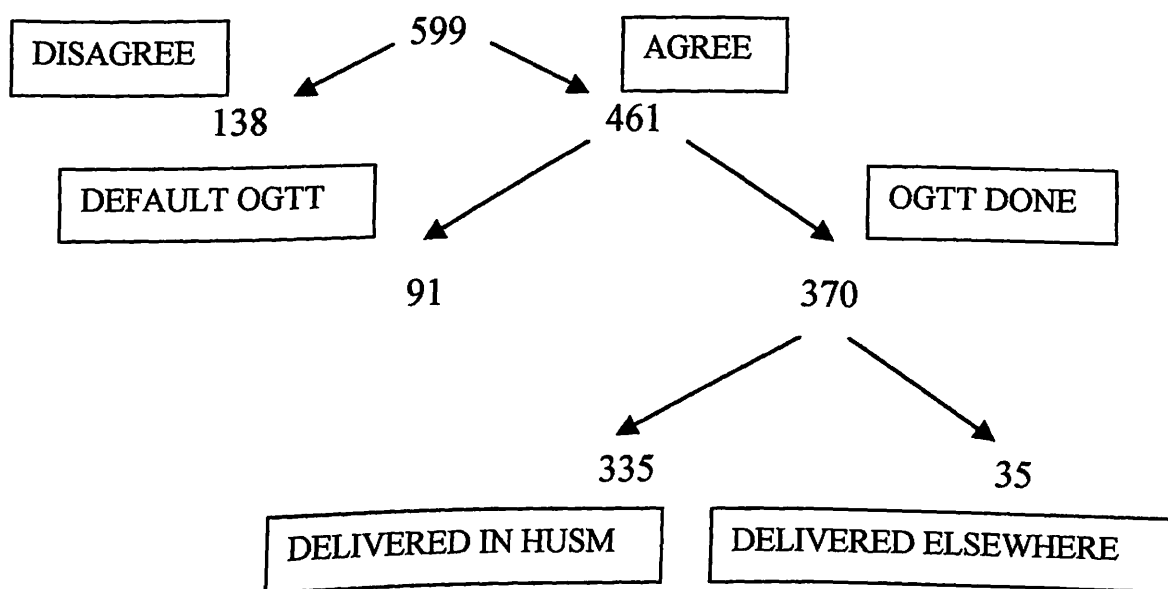 599
DISAGREE
AGREE
138
461
DEFAULT OGTT
OGTT DONE
91
370
335
35
DELIVERED IN HUSM
DELIVERED ELSEWHERE